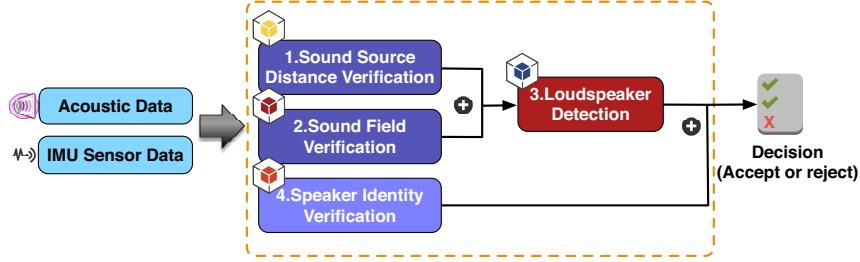 Acoustic Data
IMU Sensor Data
1.Sound Source
Distance Verification
2.Sound Field
Verification
4.Speaker Identity
Verification
3.Loudspeaker
Detection
X
Decision
(Accept or reject)